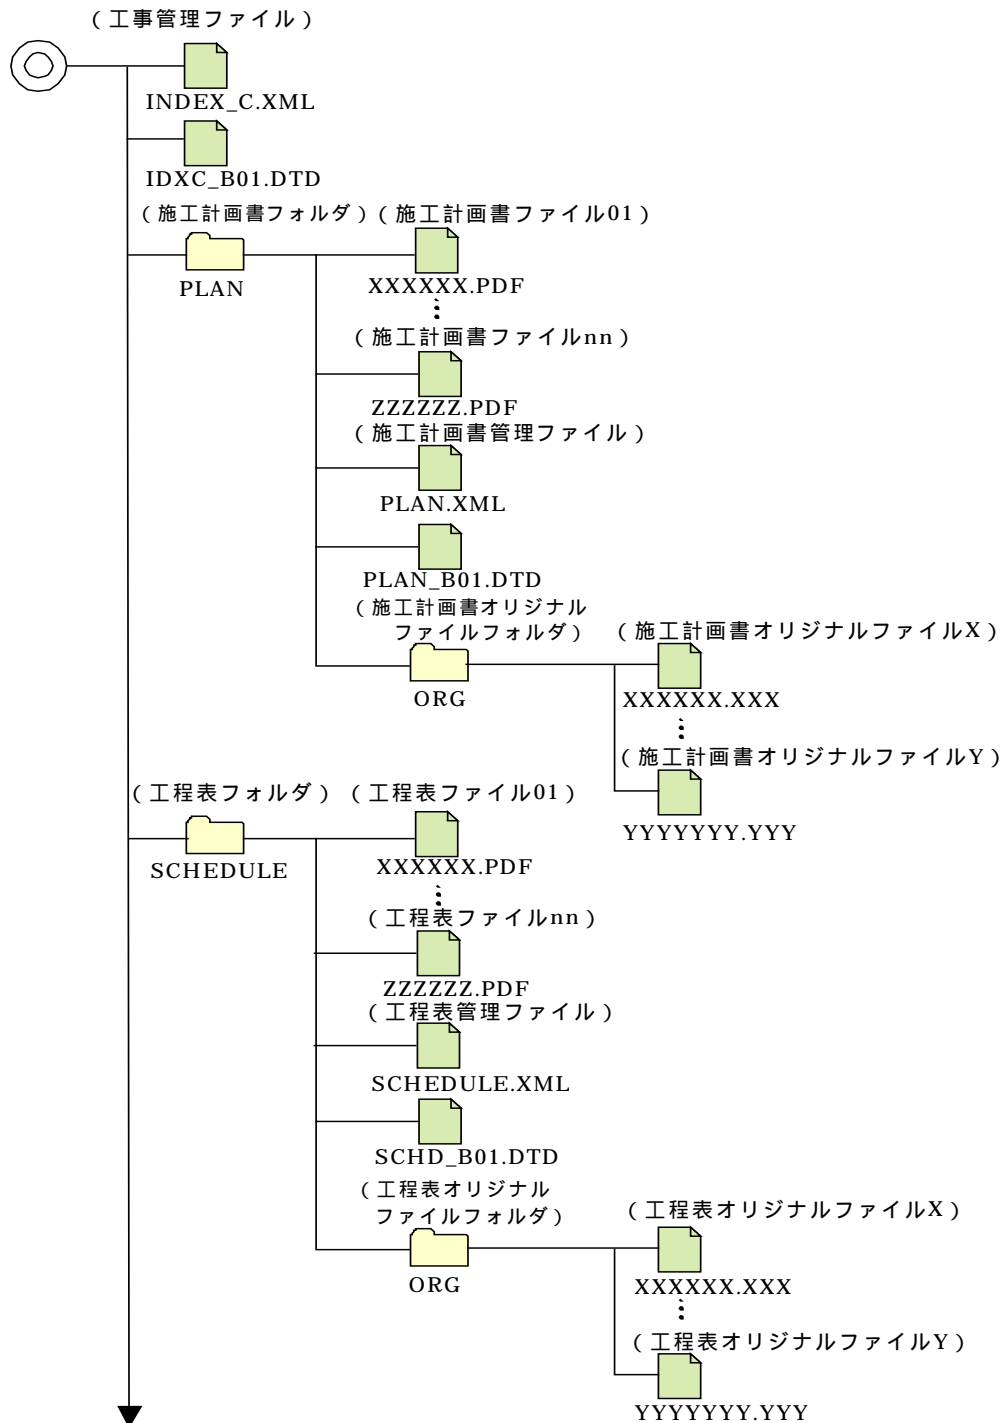 （工事管理ファイル）
INDEX_C.XML
IDXC_B01.DTD
（施工計画書フォルダ）（施工計画書ファイル01）
PLAN
XXXXXX.PDF
（施工計画書ファイルnn）
ZZZZZZ.PDF
（施工計画書管理ファイル）
PLAN.XML
PLAN_B01.DTD
（施工計画書オリジナル
ファイルフォルダ）
ORG
（施工計画書オリジナルファイルX）
XXXXXX.XXX
（施工計画書オリジナルファイルY）
YYYYYYY.YYY
（工程表フォルダ）（工程表ファイル01）
SCHEDULE
XXXXXX.PDF
（工程表ファイルnn）
ZZZZZZ.PDF
（工程表管理ファイル）
SCHEDULE.XML
SCHD_B01.DTD
（工程表オリジナル
ファイルフォルダ）
ORG
（工程表オリジナルファイルX）
XXXXXX.XXX
（工程表オリジナルファイルY）
YYYYYYY.YYY